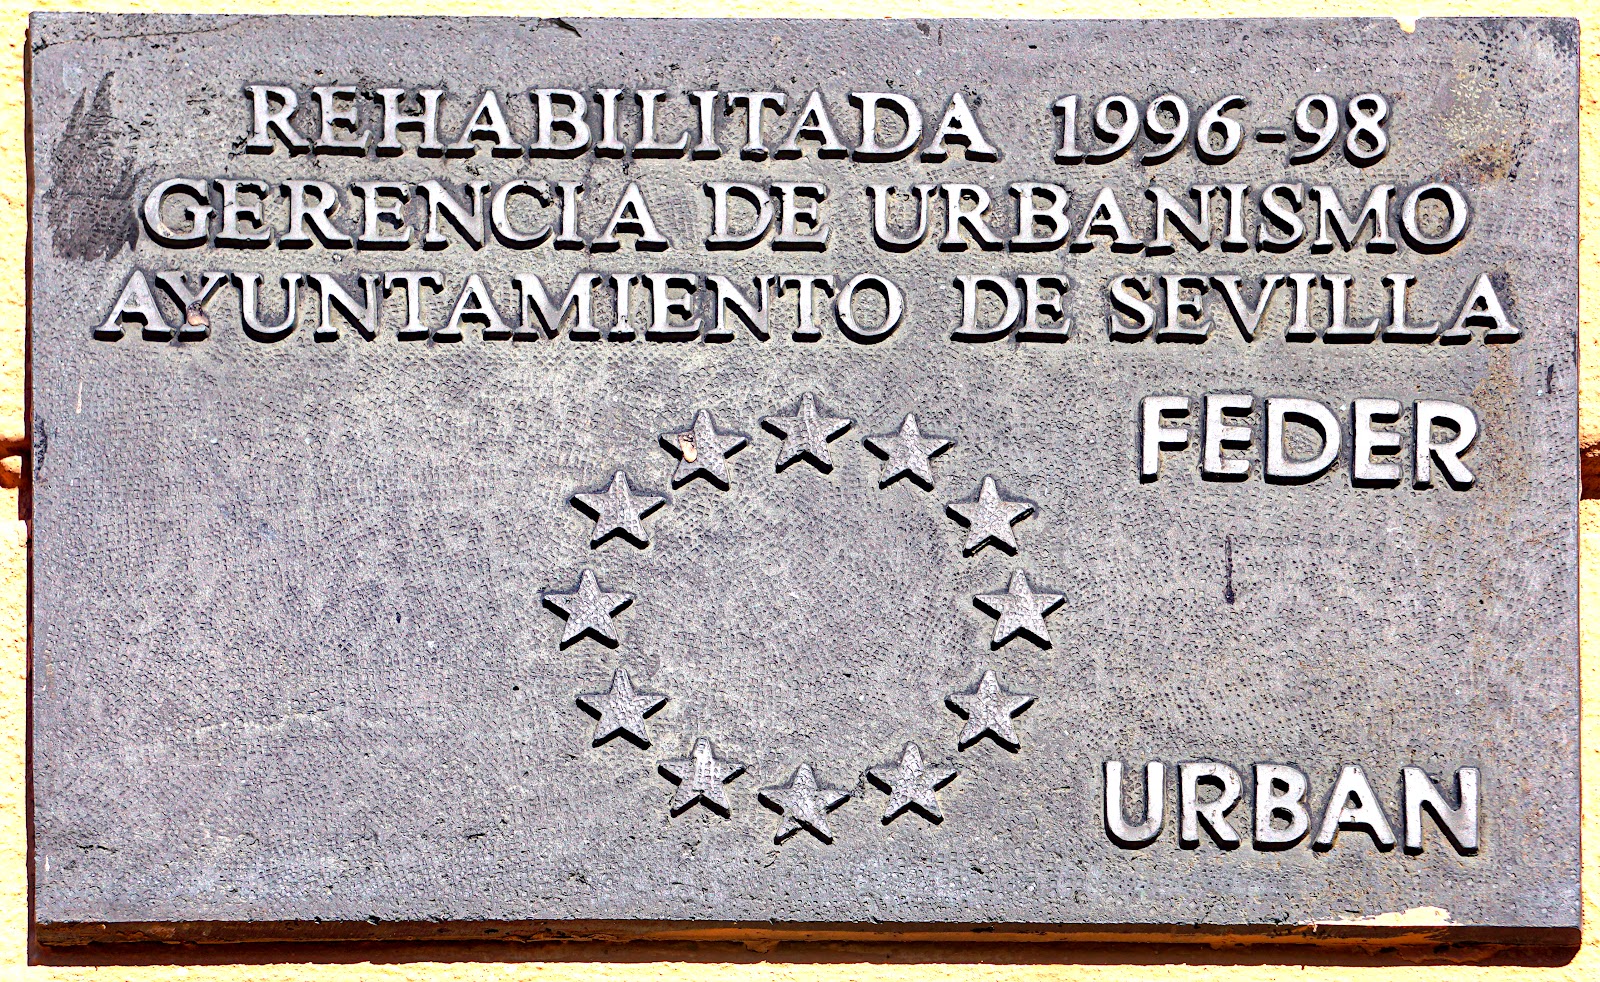 REHABILITADA 1996-98
GERENCIA DE URBANISMO
AYUNTAMIENTO DE SEVILLA
FEDER
URBAN